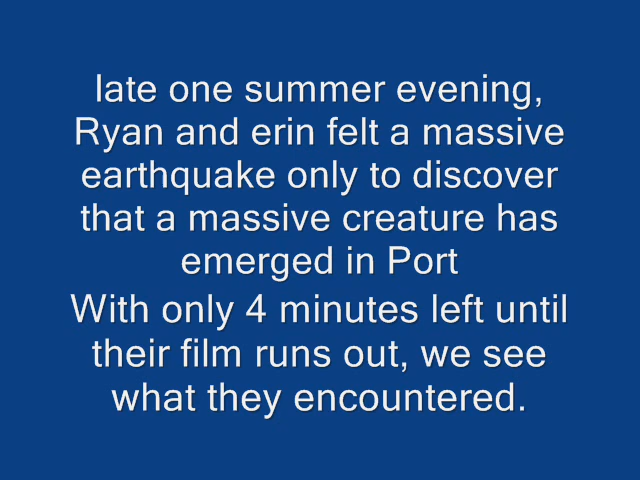 late one summer evening,
Ryan and erin felt a massive
earthquake only to discover
that a massive creature has
emerged in Port
With only 4 minutes left until
their film runs out, we see
what they encountered.